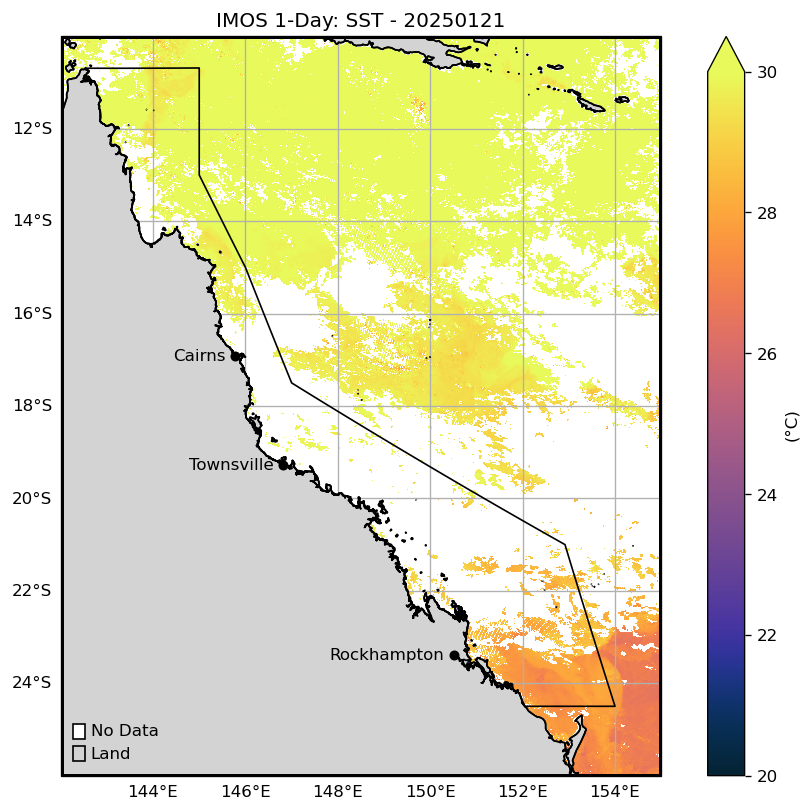 IMOS 1-Day: SST - 20250121
12°S
14°S
16°S
18°S
20°S
22°S
24°S
Cairns
Townsville
Rockhampton
No Data
Land
144°E 146°E 148°E 150°E 152°E 154°E
30
28
26
24
22
20
(°C)